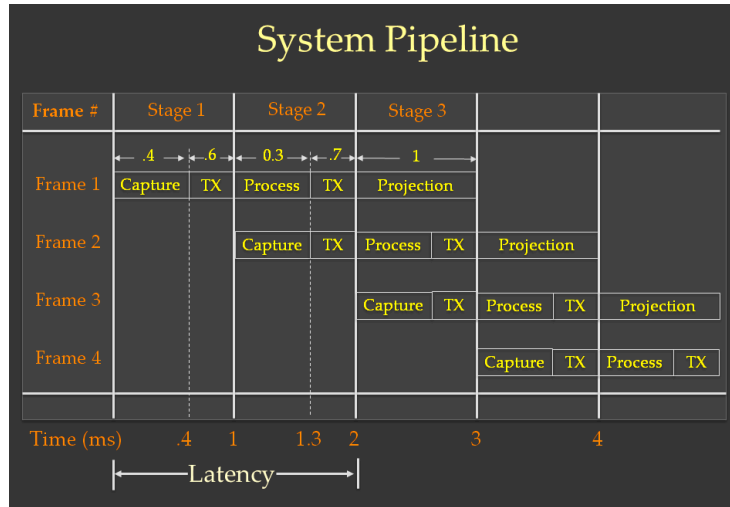 System Pipeline
Frame # Stage 1 Stage 2 Stage 3
.4 .6 0.3 .7 1
Frame 1 Capture TX Process TX Projection
Frame 2 Capture TX Process TX Projection
Frame 3 Capture TX Process TX Projection
Frame 4 Capture TX Process TX
Time (ms) .4 1 1.3 2 3 4
Latency